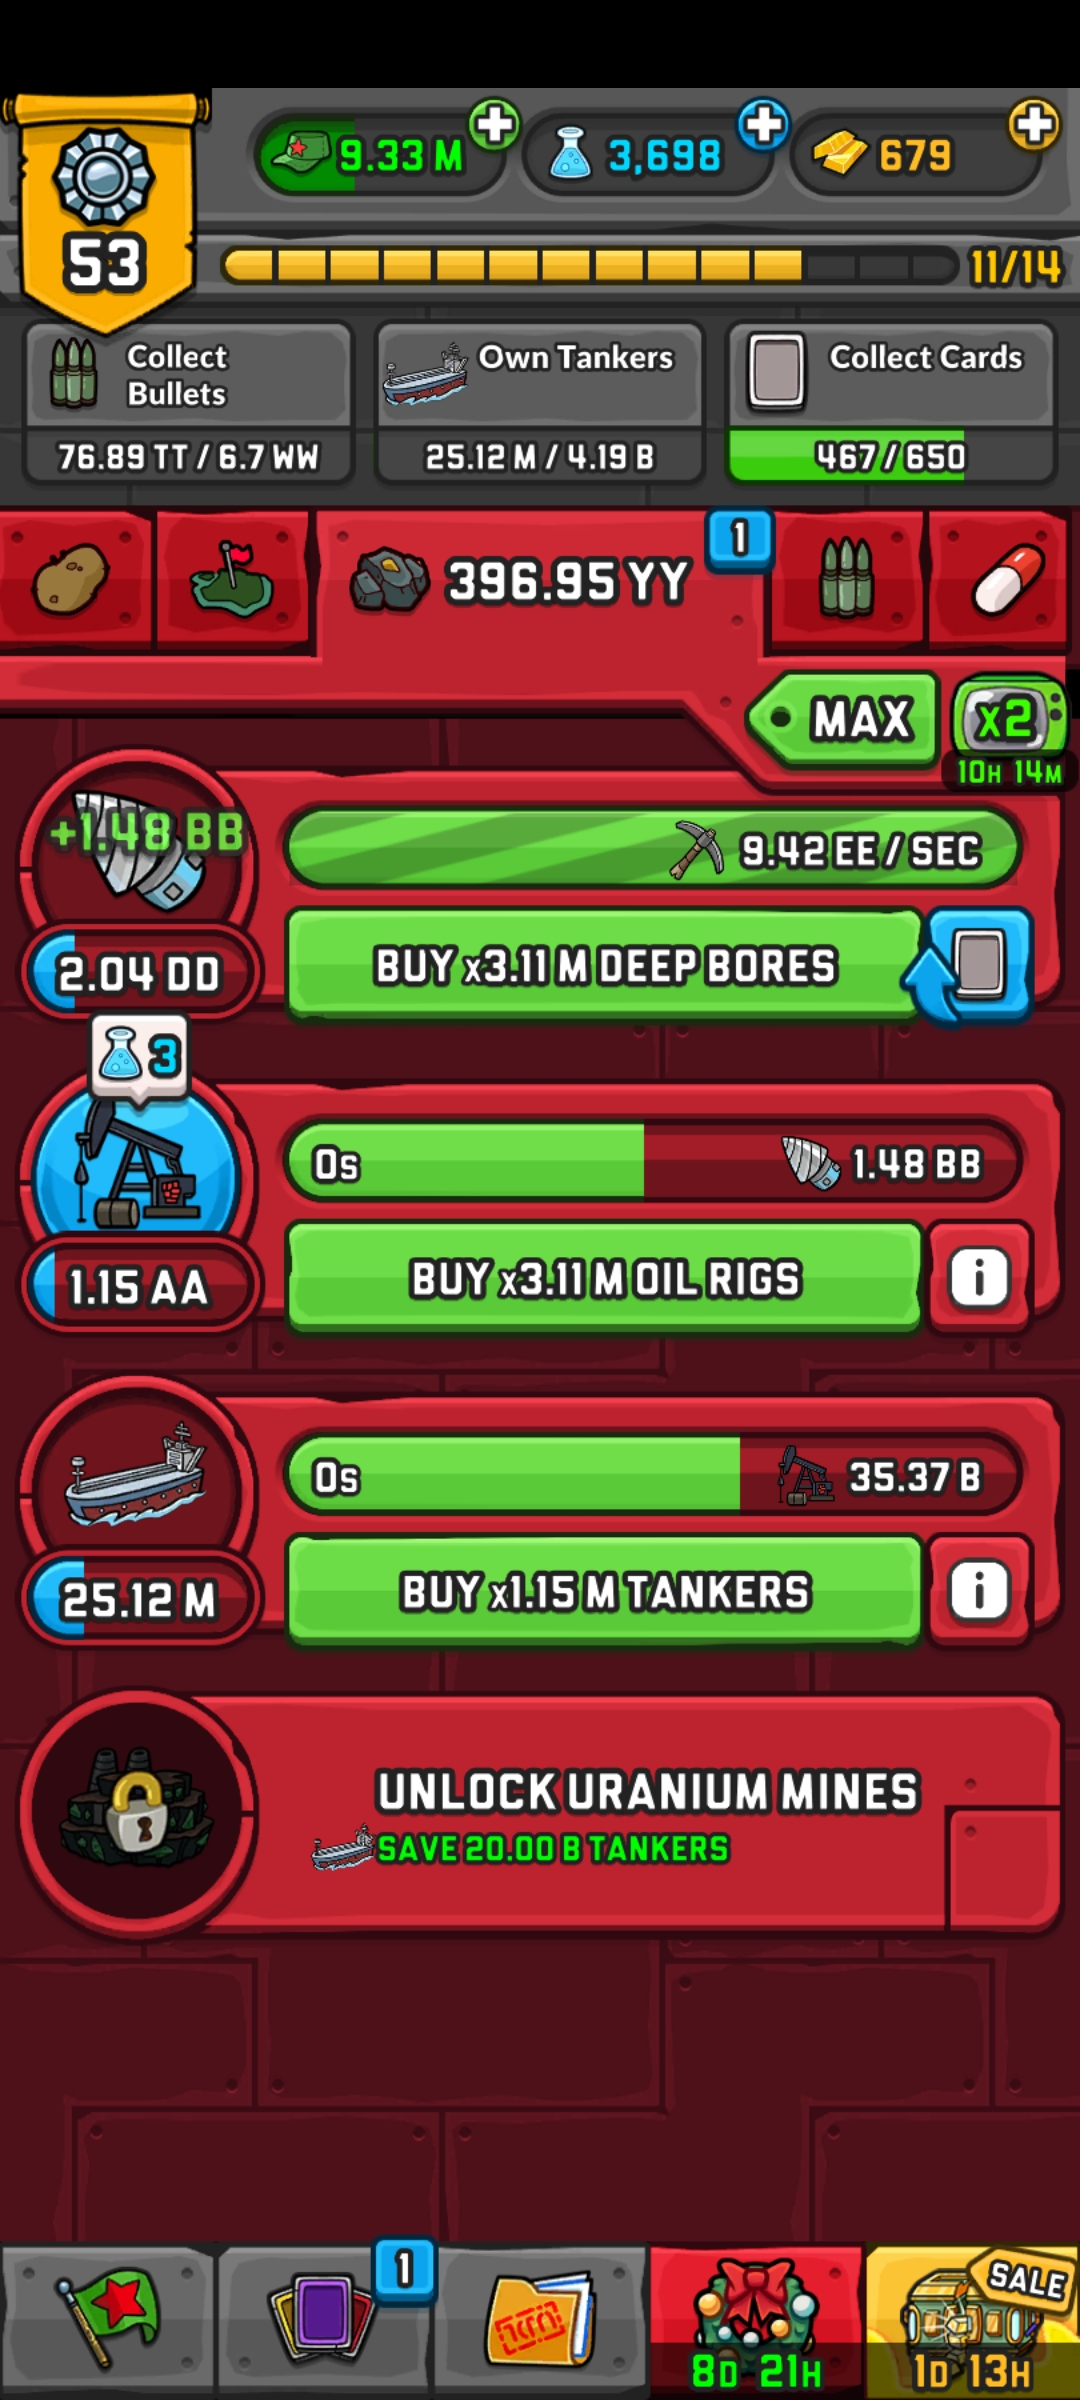 9.33 M
3,698
679
53
11/14
Collect
Bullets
76.89 TT / 6.7 WW
Own Tankers
25.12 M / 4.19 B
Collect Cards
467/650
396.95 YY
1
MAX
x2
10H 14M
+1.48 BB
9.42 EE / SEC
2.04 DD
BUY x3.11 M DEEP BORES
3
0s
1.48 BB
1.15 AA
BUY x3.11 M OIL RIGS
i
0s
35.37 B
25.12 M
BUY x1.15 M TANKERS
i
UNLOCK URANIUM MINES
SAVE 20.00 B TANKERS
1
8D 21H
SALE
1D 13H